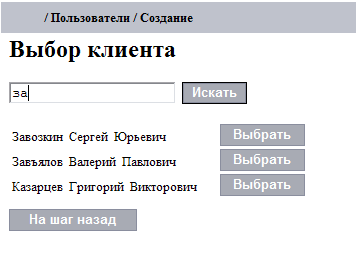 / Пользователи / Создание
Выбор клиента
за Искать
Завозкин Сергей Юрьевич Выбрать
Завъялов Валерий Павлович Выбрать
Казарцев Григорий Викторович Выбрать
На шаг назад